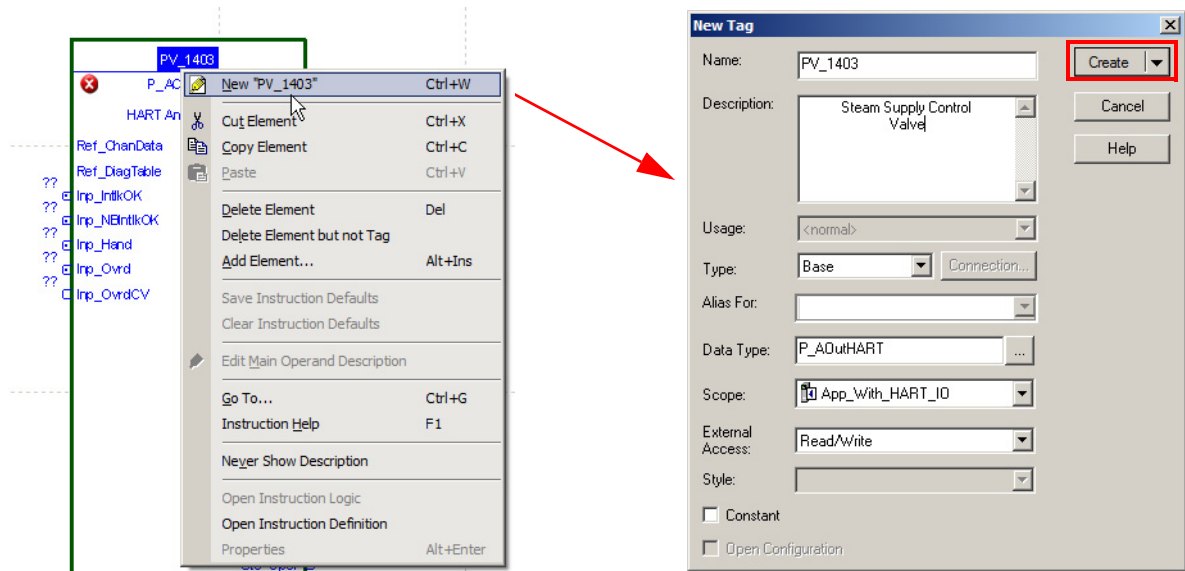 PV_1403
P_AO
HART An
Ref_ChanData
Ref_DiagTable
??
Inp_IntlkOK
??
Inp_NBIntlkOK
??
Inp_Hand
??
Inp_Ovrd
??
Inp_OvrdCV
New "PV_1403" Ctrl+W
Cut Element Ctrl+X
Copy Element Ctrl+C
Paste Ctrl+V
Delete Element Del
Delete Element but not Tag
Add Element... Alt+Ins
Save Instruction Defaults
Clear Instruction Defaults
Edit Main Operand Description
Go To... Ctrl+G
Instruction Help F1
Never Show Description
Open Instruction Logic
Open Instruction Definition
Properties Alt+Enter
New Tag
Name: PV_1403
Create
Description: Steam Supply Control
Valve
Cancel
Help
Usage: <normal>
Type: Base Connection...
Alias For:
Data Type: P_AOutHART ...
Scope: App_With_HART_IO
External
Access: Read/Write
Style:
Constant
Open Configuration